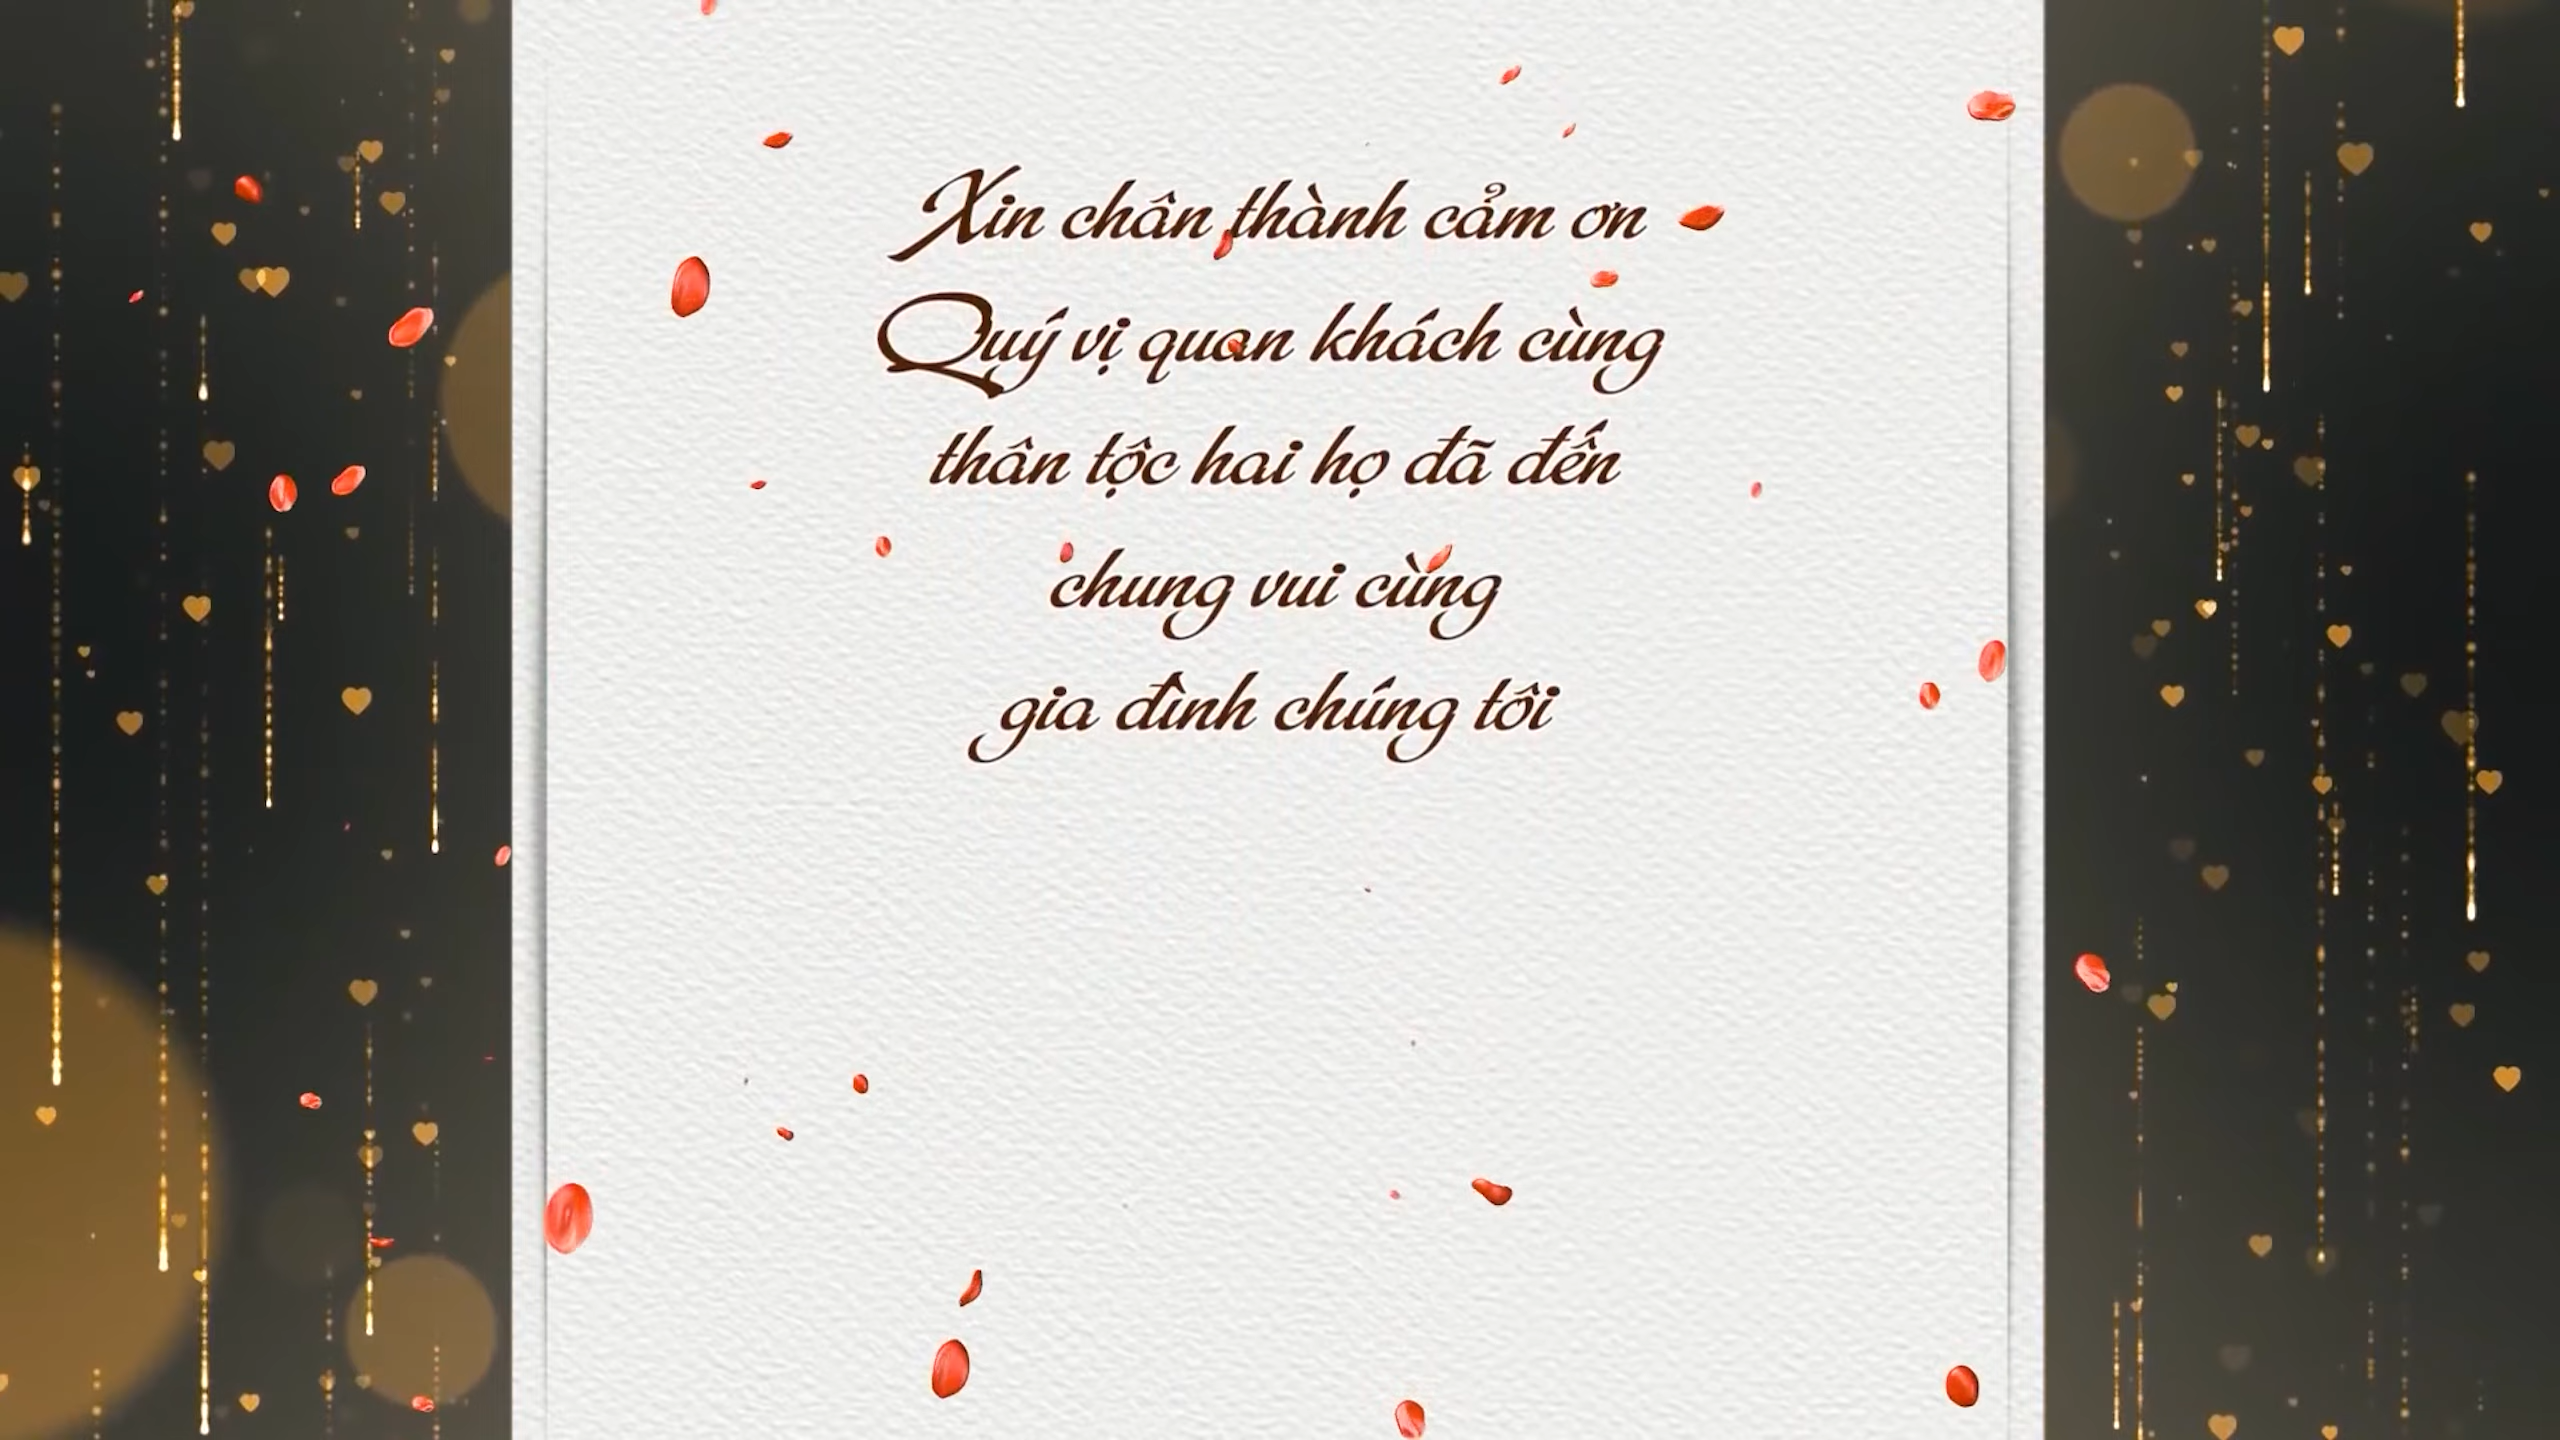 Xin chân thành cảm ơn
Quý vị quan khách cùng
thân tộc hai họ đã đến
chung vui cùng
gia đình chúng tôi